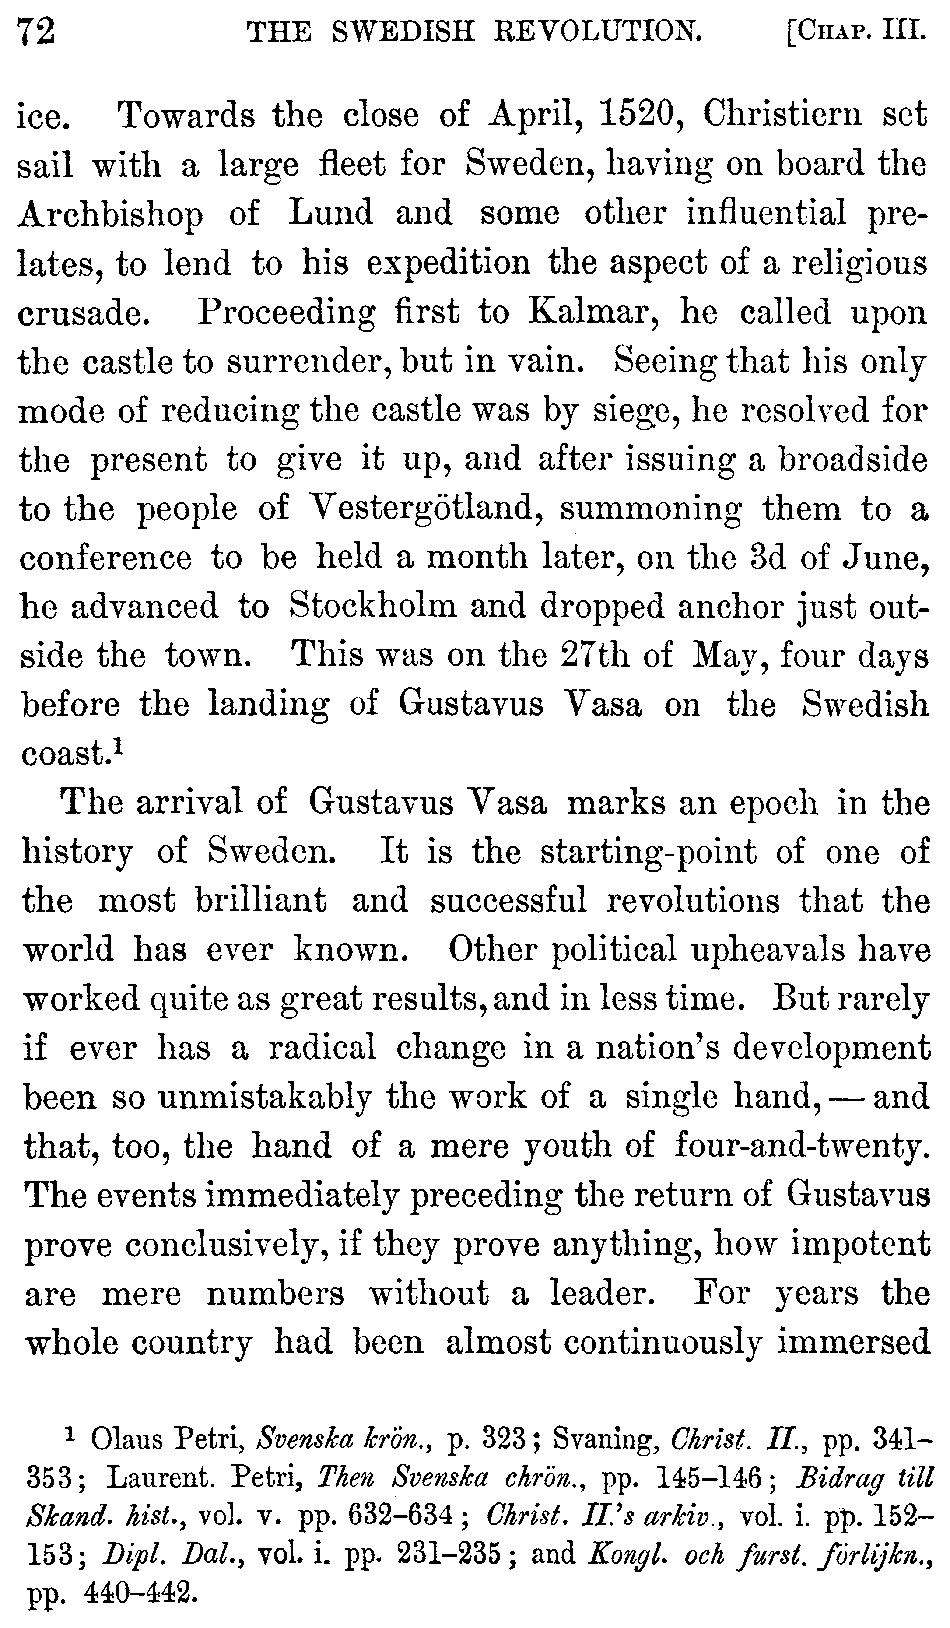 72 THE SWEDISH REVOLUTION. [CHAP. III.
ice. Towards the close of April, 1520, Christiern set
sail with a large fleet for Sweden, having on board the
Archbishop of Lund and some other influential pre-
lates, to lend to his expedition the aspect of a religious
crusade. Proceeding first to Kalmar, he called upon
the castle to surrender, but in vain. Seeing that his only
mode of reducing the castle was by siege, he resolved for
the present to give it up, and after issuing a broadside
to the people of Vestergötland, summoning them to a
conference to be held a month later, on the 3d of June,
he advanced to Stockholm and dropped anchor just out-
side the town. This was on the 27th of May, four days
before the landing of Gustavus Vasa on the Swedish
coast.¹
The arrival of Gustavus Vasa marks an epoch in the
history of Sweden. It is the starting-point of one of
the most brilliant and successful revolutions that the
world has ever known. Other political upheavals have
worked quite as great results, and in less time. But rarely
if ever has a radical change in a nation's development
been so unmistakably the work of a single hand, — and
that, too, the hand of a mere youth of four-and-twenty.
The events immediately preceding the return of Gustavus
prove conclusively, if they prove anything, how impotent
are mere numbers without a leader. For years the
whole country had been almost continuously immersed
¹ Olaus Petri, Svenska krön., p. 323; Svaning, Christ. II., pp. 341–
353; Laurent. Petri, Then Svenska chrön., pp. 145–146; Bidrag till
Skand. hist., vol. v. pp. 632–634; Christ. II.'s arkiv., vol. i. pp. 152–
153; Dipl. Dal., vol. i. pp. 231–235; and Kongl. och furst. förlijkn.,
pp. 440–442.